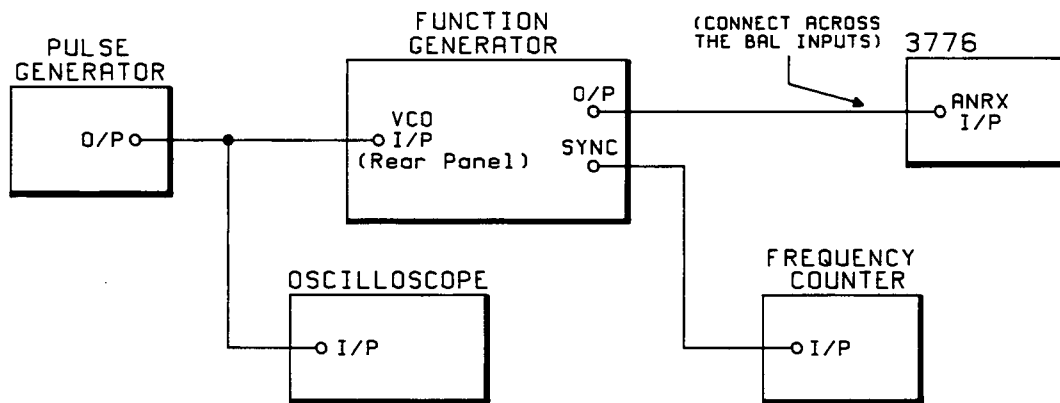 PULSE
GENERATOR
O/P
FUNCTION
GENERATOR
VCO
I/P
(Rear Panel)
O/P
SYNC
(CONNECT ACROSS
THE BAL INPUTS)
3776
ANRX
I/P
OSCILLOSCOPE
I/P
FREQUENCY
COUNTER
I/P